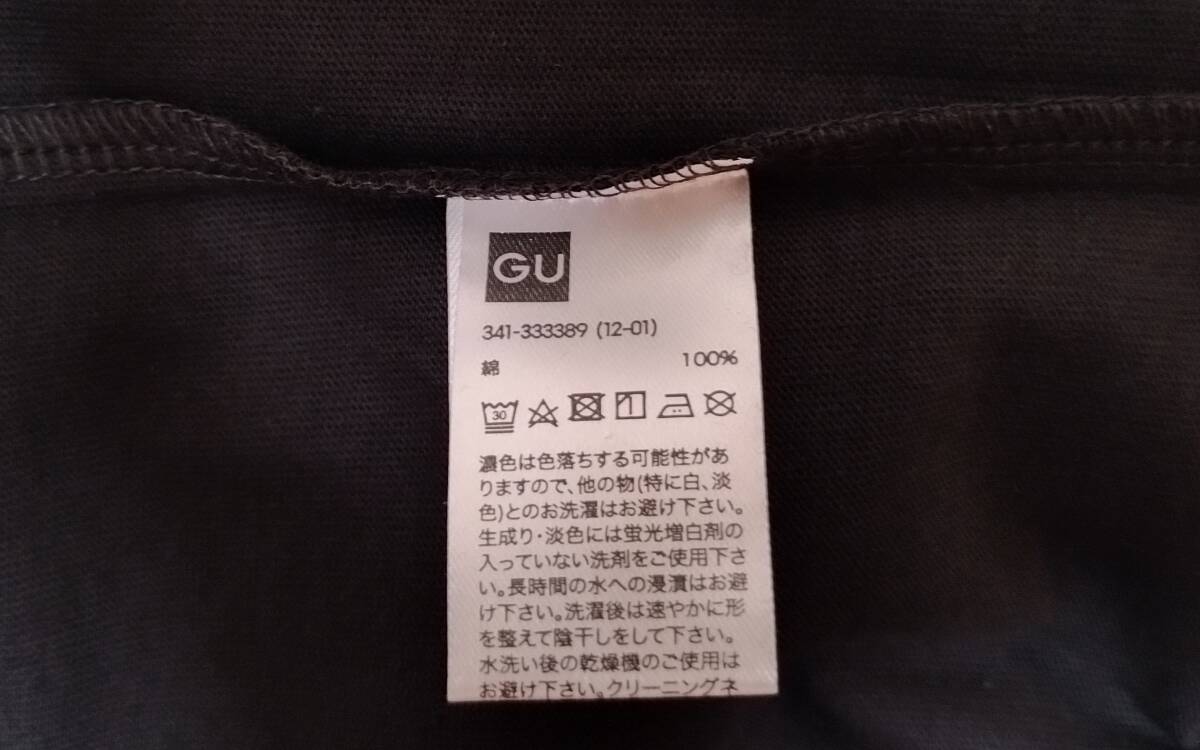 GU
341-333389 (12-01)
綿 100%
30
濃色は色落ちする可能性があ
りますので、他の物(特に白、淡
色)とのお洗濯はお避け下さい。
生成り・淡色には蛍光増白剤の
入っていない洗剤をご使用下さ
い。長時間の水への浸漬はお避
け下さい。洗濯後は速やかに形
を整えて陰干しをして下さい。
水洗い後の乾燥機のご使用は
お避け下さい。クリーニングネ